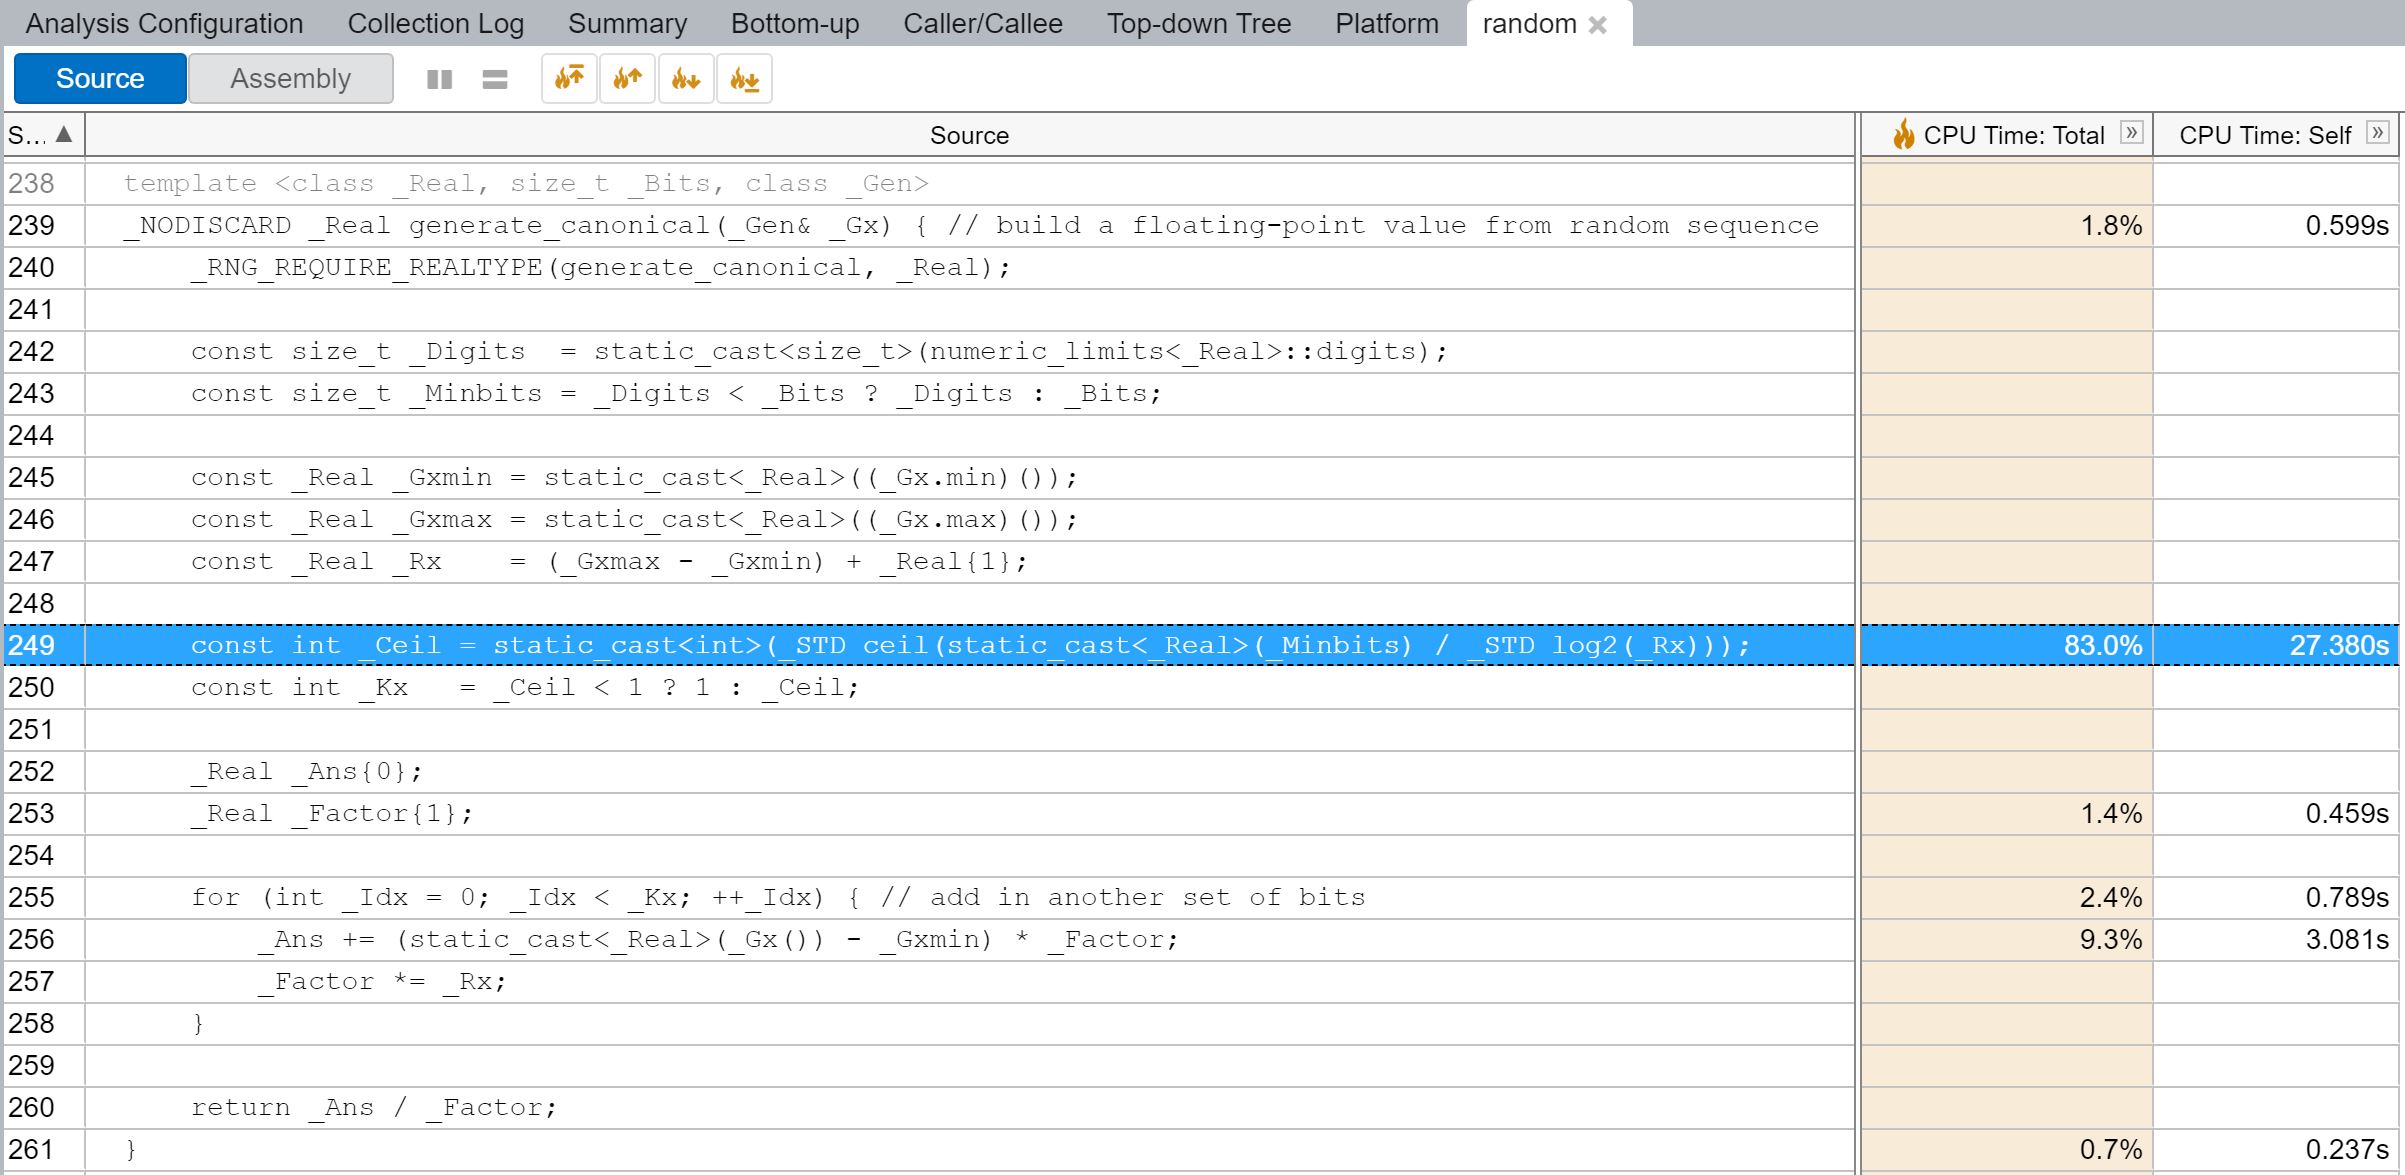 Analysis Configuration Collection Log Summary Bottom-up Caller/Callee Top-down Tree Platform random
Source Assembly
S... ▲ Source CPU Time: Total » CPU Time: Self »
238 template <class _Real, size_t _Bits, class _Gen>
239 _NODISCARD _Real generate_canonical(_Gen& _Gx) { // build a floating-point value from random sequence 1.8% 0.599s
240 _RNG_REQUIRE_REALTYPE(generate_canonical, _Real);
241
242 const size_t _Digits  = static_cast<size_t>(numeric_limits<_Real>::digits);
243 const size_t _Minbits = _Digits < _Bits ? _Digits : _Bits;
244
245 const _Real _Gxmin = static_cast<_Real>((_Gx.min)());
246 const _Real _Gxmax = static_cast<_Real>((_Gx.max)());
247 const _Real _Rx    = (_Gxmax - _Gxmin) + _Real{1};
248
249 const int _Ceil = static_cast<int>(_STD ceil(static_cast<_Real>(_Minbits) / _STD log2(_Rx))); 83.0% 27.380s
250 const int _Kx   = _Ceil < 1 ? 1 : _Ceil;
251
252 _Real _Ans{0};
253 _Real _Factor{1}; 1.4% 0.459s
254
255 for (int _Idx = 0; _Idx < _Kx; ++_Idx) { // add in another set of bits 2.4% 0.789s
256 _Ans += (static_cast<_Real>(_Gx()) - _Gxmin) * _Factor; 9.3% 3.081s
257 _Factor *= _Rx;
258 }
259
260 return _Ans / _Factor;
261 } 0.7% 0.237s